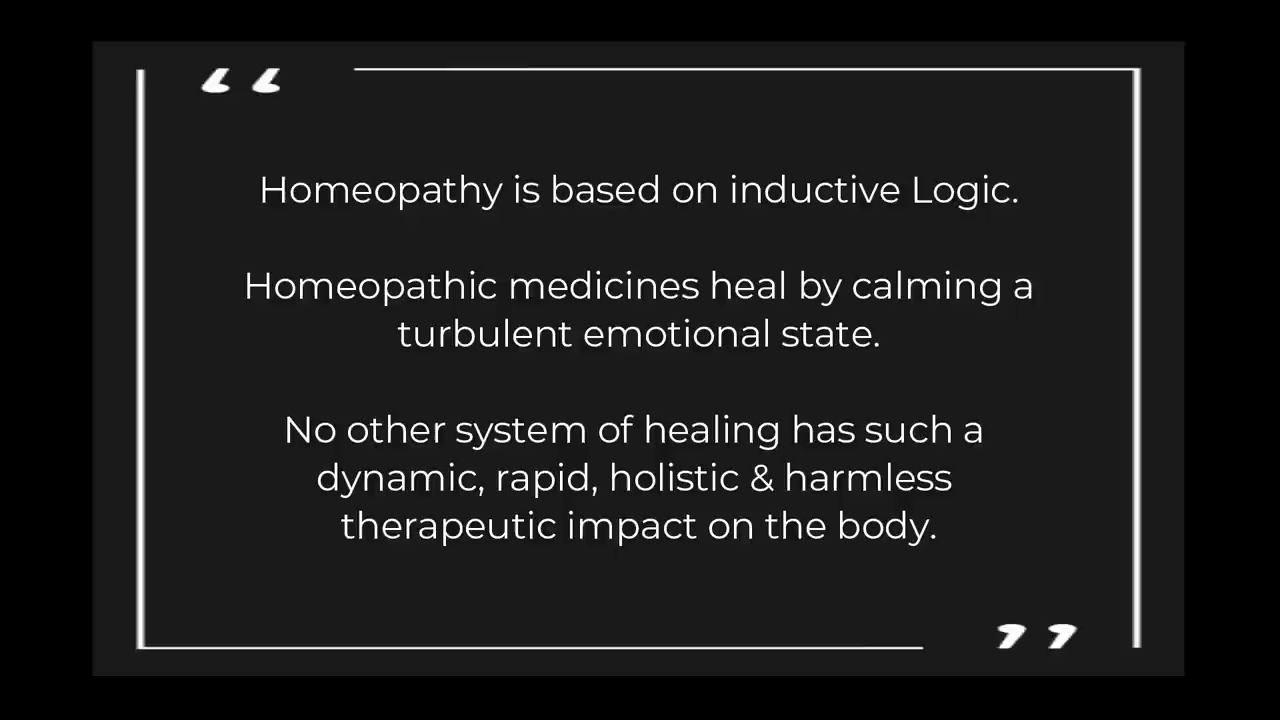 “
Homeopathy is based on inductive Logic.
Homeopathic medicines heal by calming a
turbulent emotional state.
No other system of healing has such a
dynamic, rapid, holistic & harmless
therapeutic impact on the body.
”